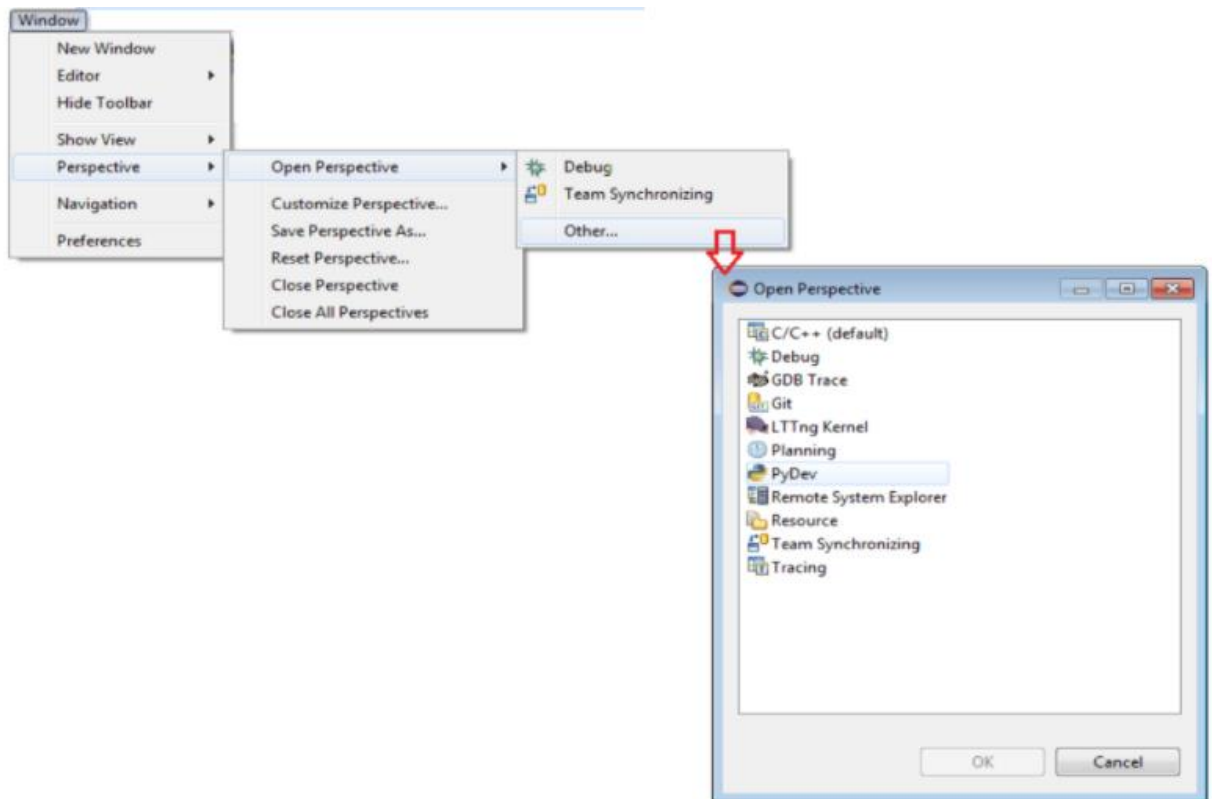 Window
New Window
Editor
Hide Toolbar
Show View
Perspective
Navigation
Preferences
Open Perspective
Customize Perspective...
Save Perspective As...
Reset Perspective...
Close Perspective
Close All Perspectives
Debug
Team Synchronizing
Other...
Open Perspective
C/C++ (default)
Debug
GDB Trace
Git
LTTng Kernel
Planning
PyDev
Remote System Explorer
Resource
Team Synchronizing
Tracing
OK Cancel